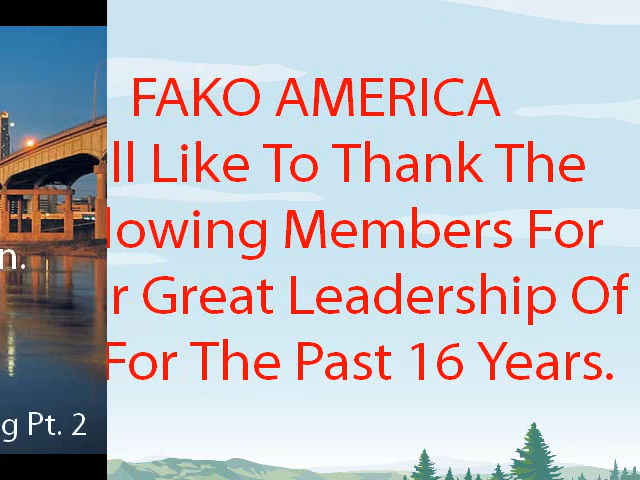 FAKO AMERICA
ll Like To Thank The
lowing Members For
r Great Leadership Of
For The Past 16 Years.
n.
g Pt. 2